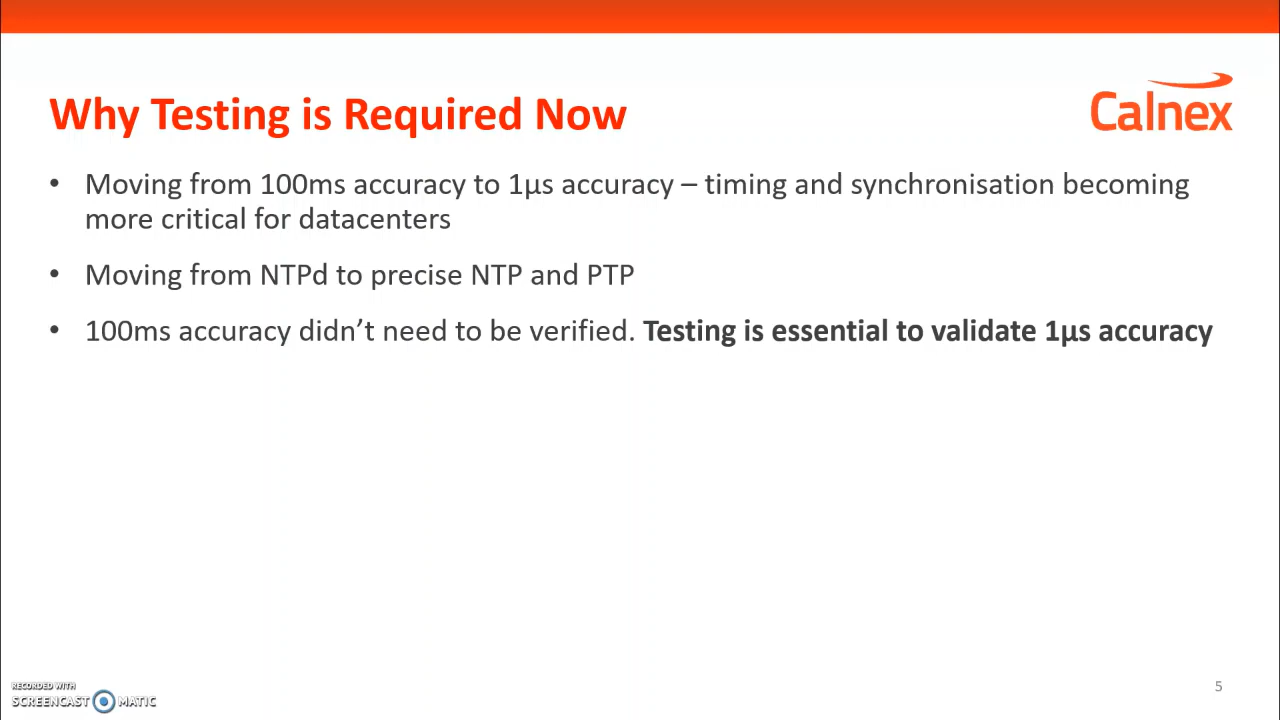 Why Testing is Required Now
Calnex
• Moving from 100ms accuracy to 1µs accuracy – timing and synchronisation becoming
more critical for datacenters
• Moving from NTPd to precise NTP and PTP
• 100ms accuracy didn’t need to be verified. Testing is essential to validate 1µs accuracy
RECORDED WITH
SCREENCAST MATIC
5